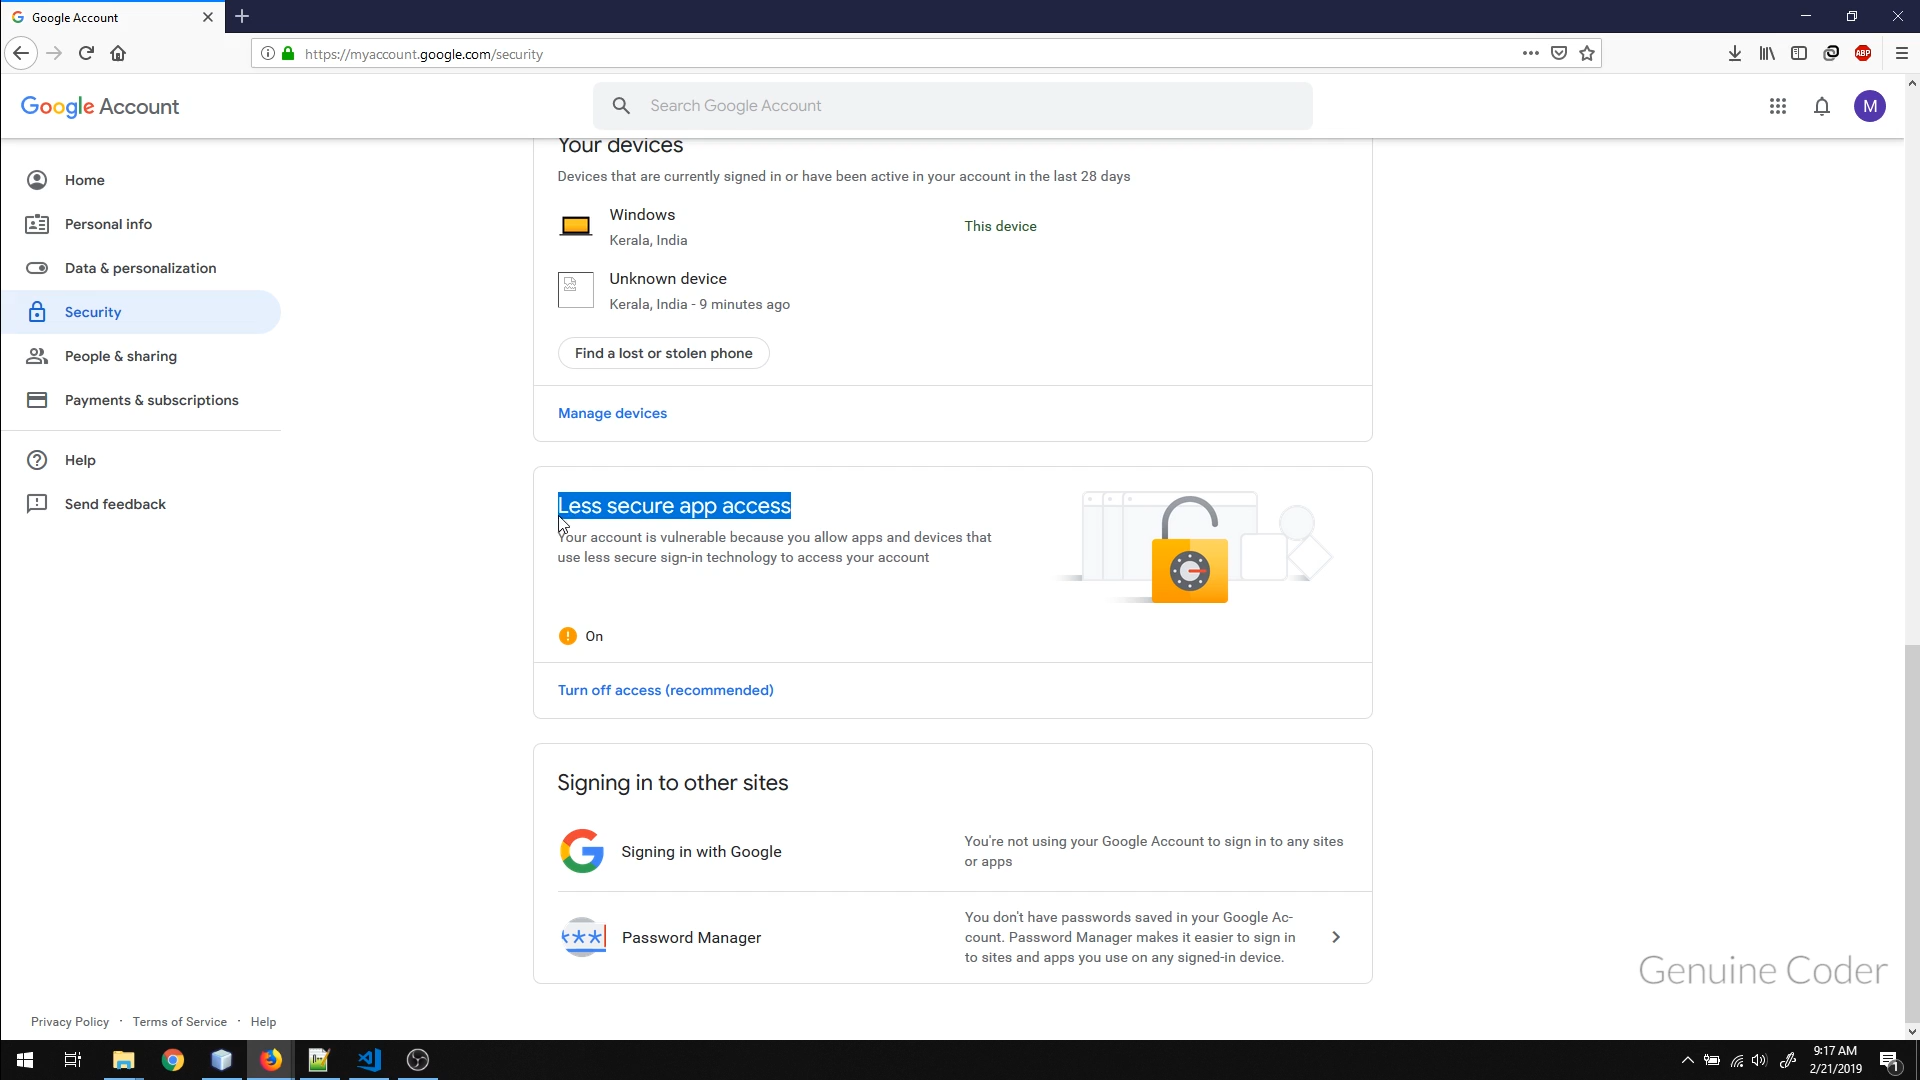 Google Account
https://myaccount.google.com/security
ABP
Google Account
Search Google Account
M
Home
Personal info
Data & personalization
Security
People & sharing
Payments & subscriptions
Help
Send feedback
Your devices
Devices that are currently signed in or have been active in your account in the last 28 days
Windows
Kerala, India
This device
Unknown device
Kerala, India - 9 minutes ago
Find a lost or stolen phone
Manage devices
Less secure app access
Your account is vulnerable because you allow apps and devices that
use less secure sign-in technology to access your account
On
Turn off access (recommended)
Signing in to other sites
Signing in with Google
You're not using your Google Account to sign in to any sites
or apps
Password Manager
You don't have passwords saved in your Google Ac-
count. Password Manager makes it easier to sign in
to sites and apps you use on any signed-in device.
Genuine Coder
Privacy Policy · Terms of Service · Help
9:17 AM
2/21/2019
1